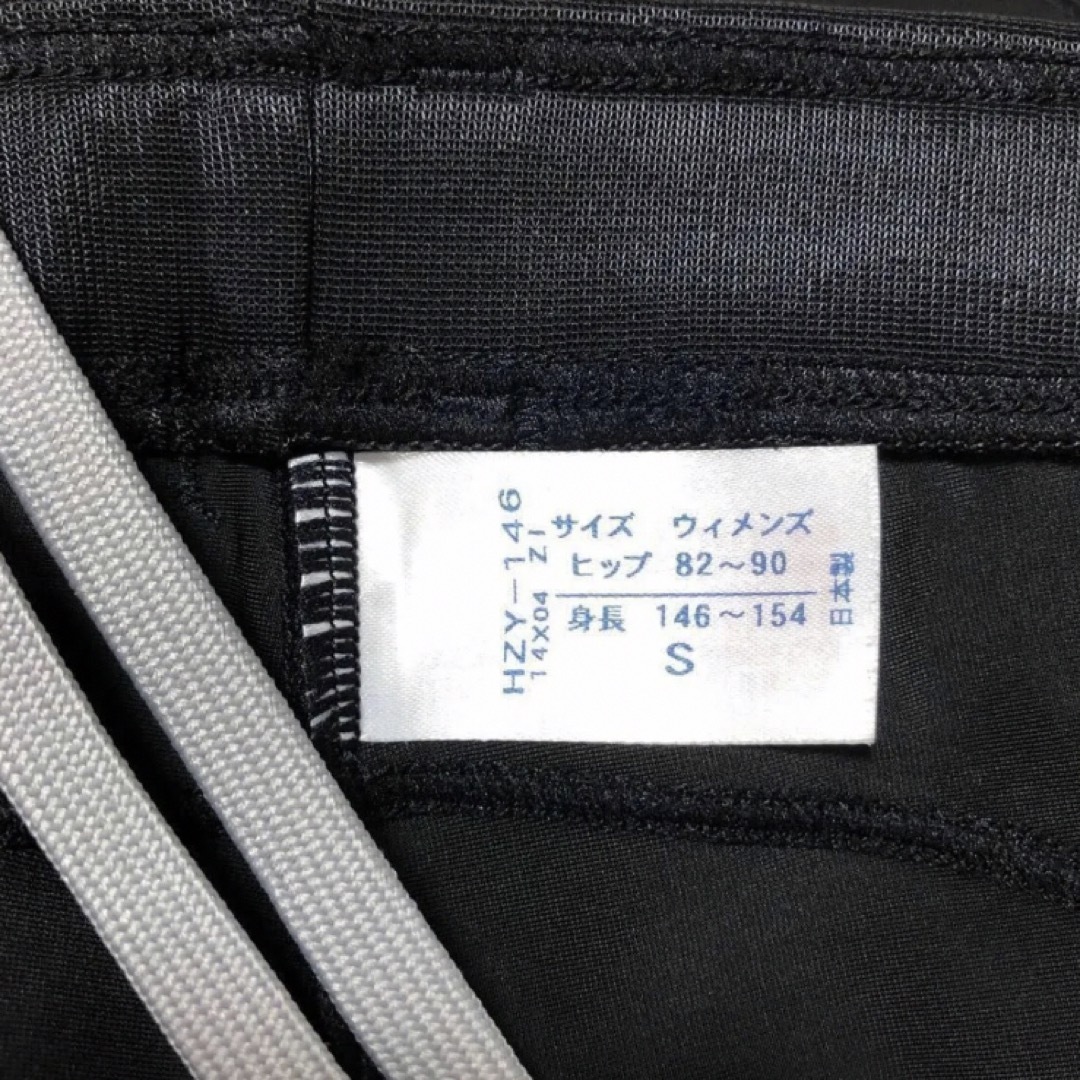 HZY-146
14X04 ZI
サイズ ウィメンズ
ヒップ 82～90
身長 146～154
S
日本製